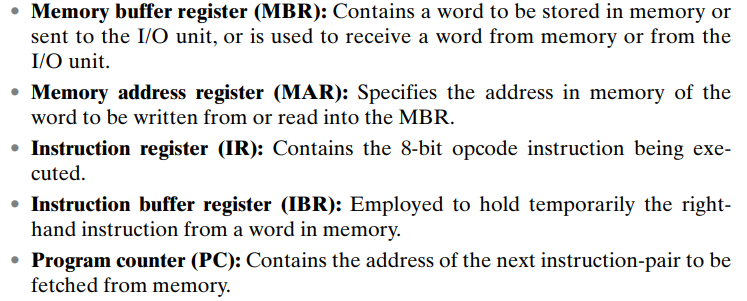 • Memory buffer register (MBR): Contains a word to be stored in memory or
sent to the I/O unit, or is used to receive a word from memory or from the
I/O unit.
• Memory address register (MAR): Specifies the address in memory of the
word to be written from or read into the MBR.
• Instruction register (IR): Contains the 8-bit opcode instruction being exe-
cuted.
• Instruction buffer register (IBR): Employed to hold temporarily the right-
hand instruction from a word in memory.
• Program counter (PC): Contains the address of the next instruction-pair to be
fetched from memory.